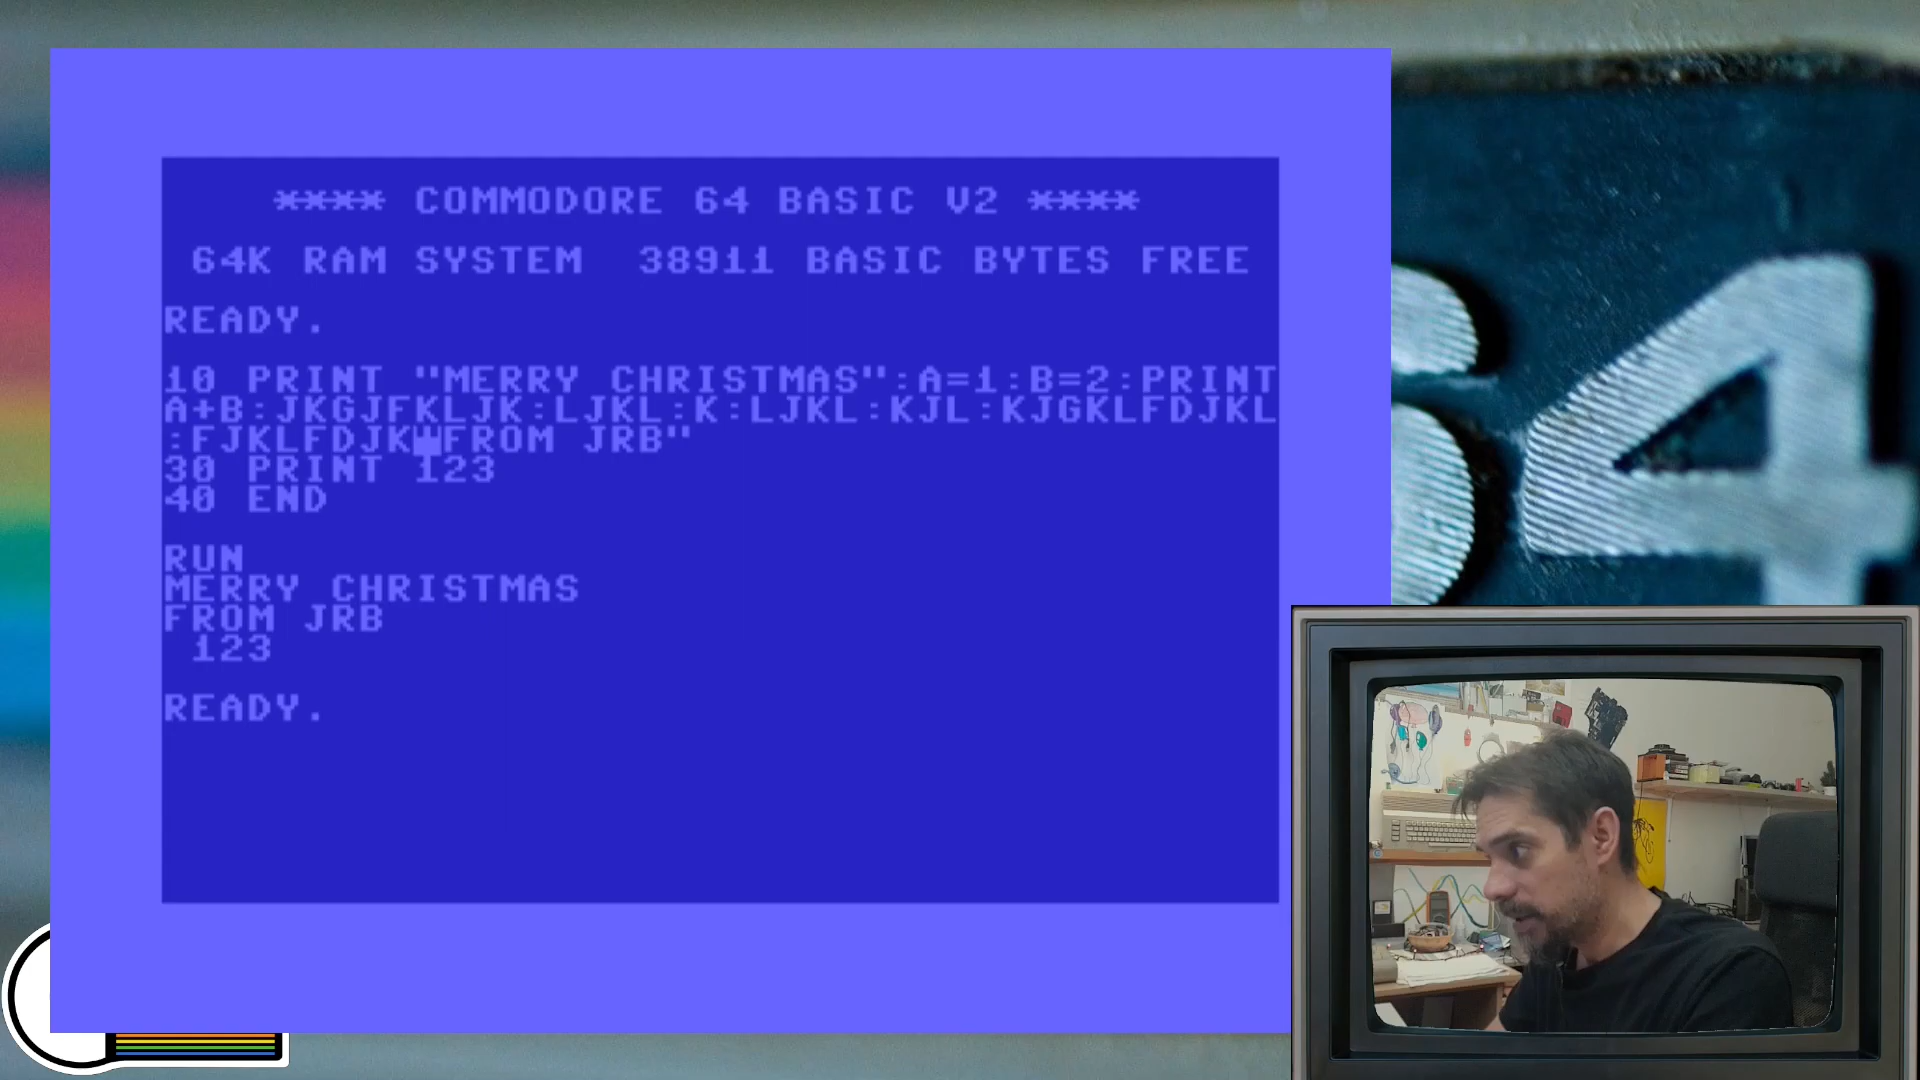 **** COMMODORE 64 BASIC V2 ****
64K RAM SYSTEM  38911 BASIC BYTES FREE
READY.
10 PRINT "MERRY CHRISTMAS":A=1:B=2:PRINT
A+B:JKGJFKLJK:LJKL:K:LJKL:KJL:KJGKLFDJKL
:FJKLFDJK"FROM JRB"
30 PRINT 123
40 END
RUN
MERRY CHRISTMAS
FROM JRB
123
READY.
64